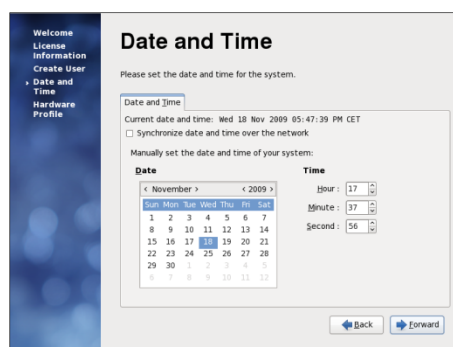 Welcome
License
Information
Create User
Date and
Time
Hardware
Profile
Date and Time
Please set the date and time for the system.
Date and Time
Current date and time: Wed 18 Nov 2009 05:47:39 PM CET
Synchronize date and time over the network
Manually set the date and time of your system:
Date
Time
< November > < 2009 >
Sun Mon Tue Wed Thu Fri Sat
1 2 3 4 5 6 7
8 9 10 11 12 13 14
15 16 17 18 19 20 21
22 23 24 25 26 27 28
29 30 1 2 3 4 5
6 7 8 9 10 11 12
Hour : 17
Minute : 37
Second : 56
Back
Forward